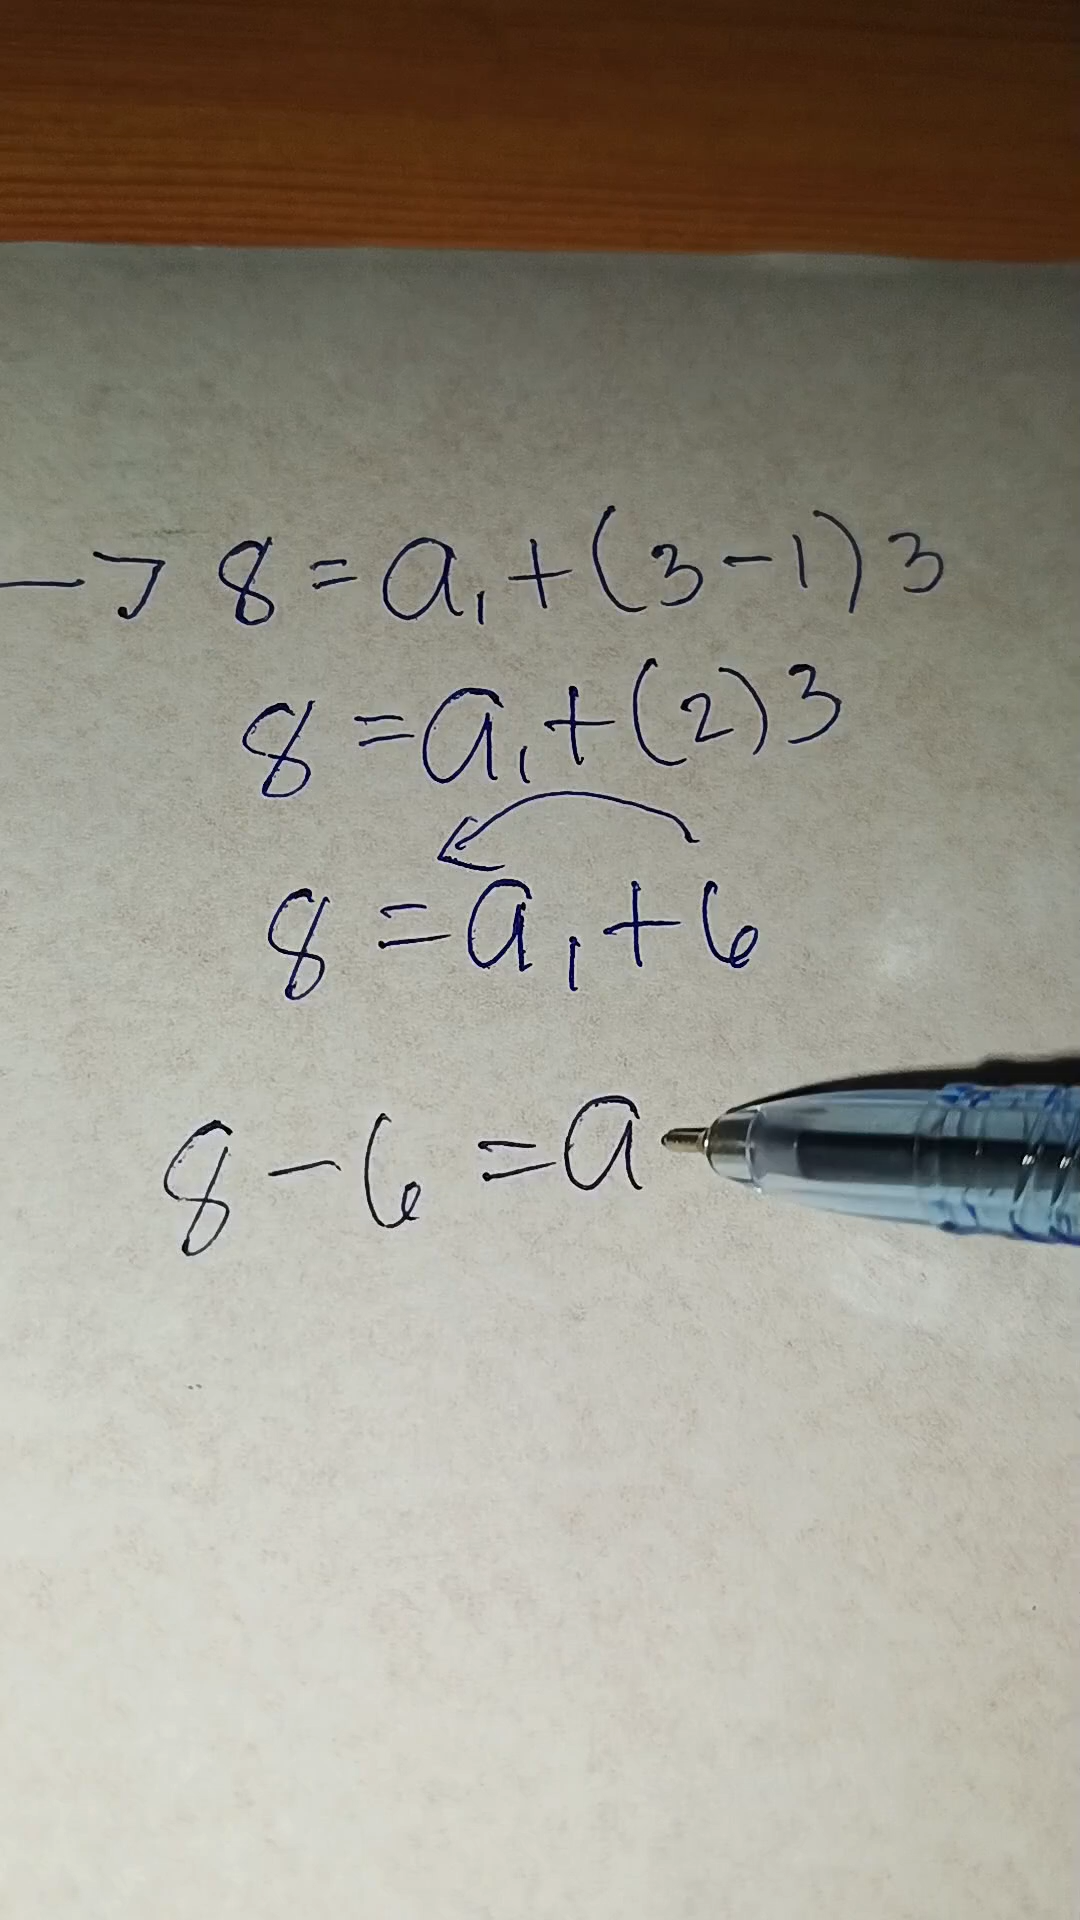 → 8 = a₁ + (3 - 1) 3
8 = a₁ + (2) 3
8 = a₁ + 6
8 - 6 = a